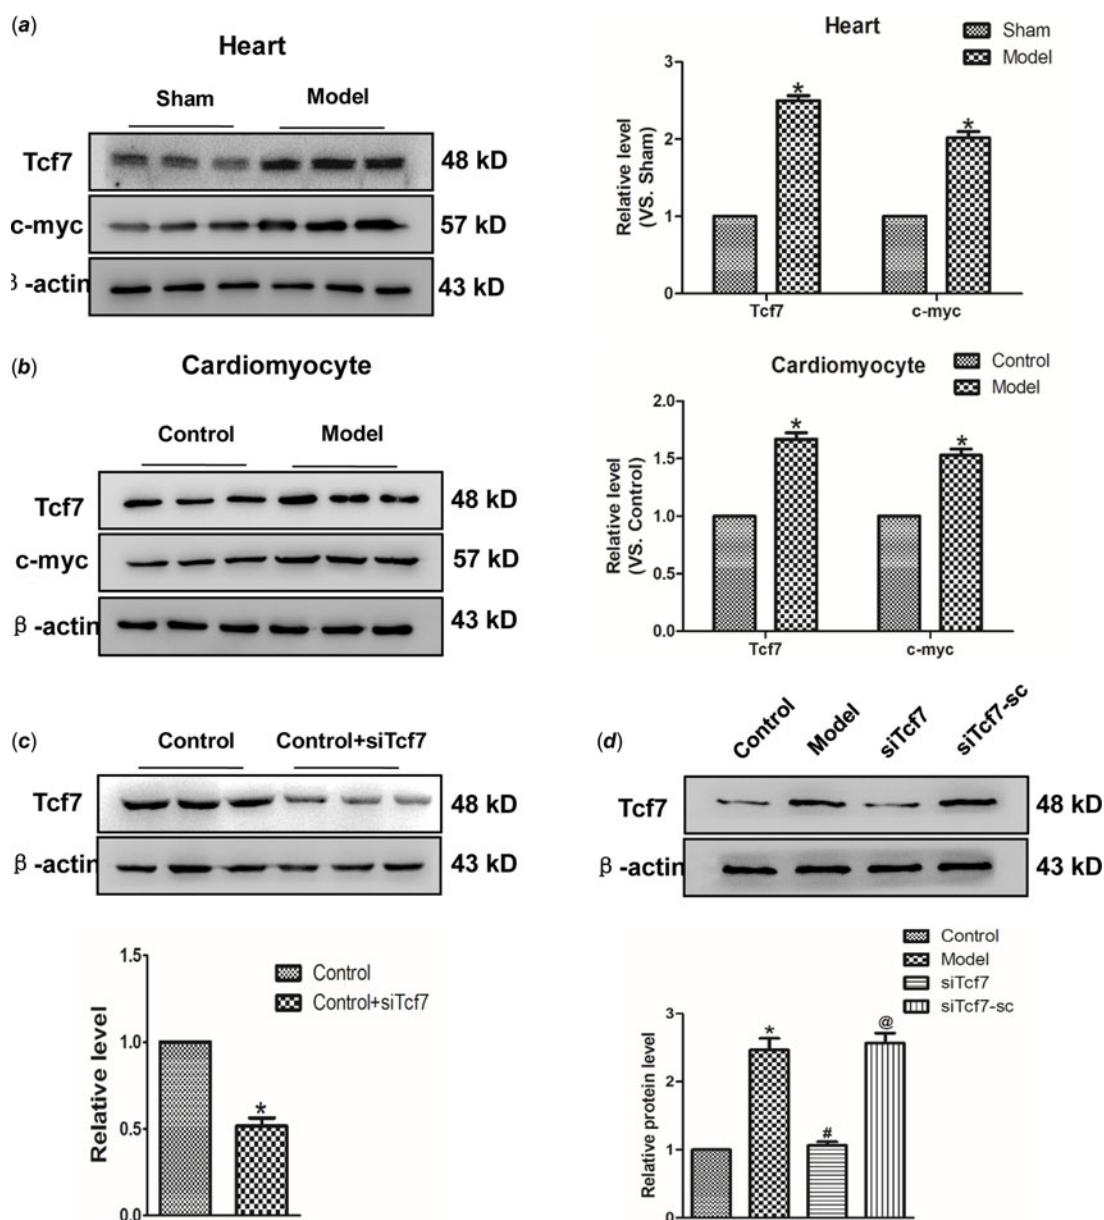 (a)
Heart
Sham Model
Tcf7 48 kD
c-myc 57 kD
β -actin 43 kD
Heart
Sham
Model
Relative level
(VS. Sham)
3
2
1
0
* *
Tcf7 c-myc
(b)
Cardiomyocyte
Control Model
Tcf7 48 kD
c-myc 57 kD
β -actin 43 kD
Cardiomyocyte
Control
Model
Relative level
(VS. Control)
2.0
1.5
1.0
0.5
0.0
* *
Tcf7 c-myc
(c)
Control Control+siTcf7
Tcf7 48 kD
β -actin 43 kD
Control
Control+siTcf7
Relative level
1.5
1.0
0.5
0.0
*
(d)
Control Model siTcf7 siTcf7-sc
Tcf7 48 kD
β -actin 43 kD
Control
Model
siTcf7
siTcf7-sc
Relative protein level
3
2
1
0
* # @